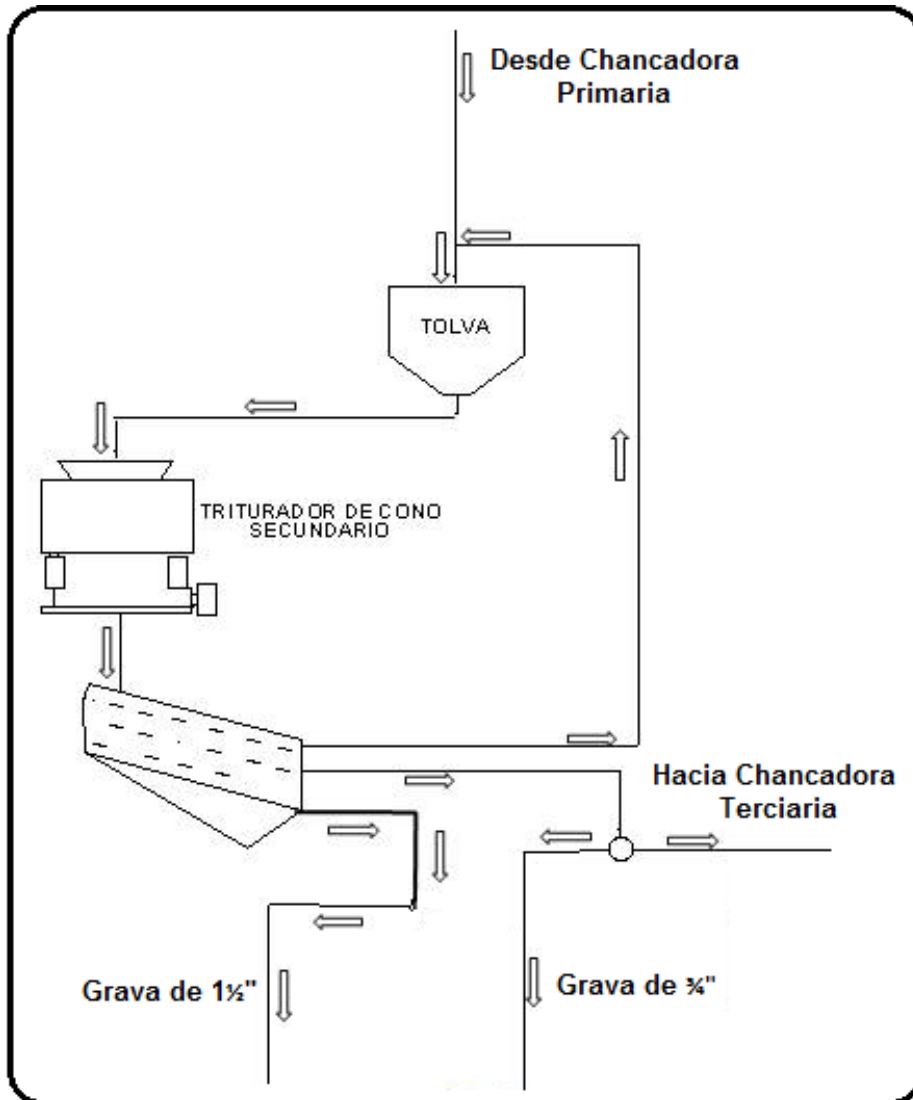 Desde Chancadora
Primaria
TOLVA
TRITURADOR DE CONO
SECUNDARIO
Hacia Chancadora
Terciaria
Grava de 1½"
Grava de ¾"